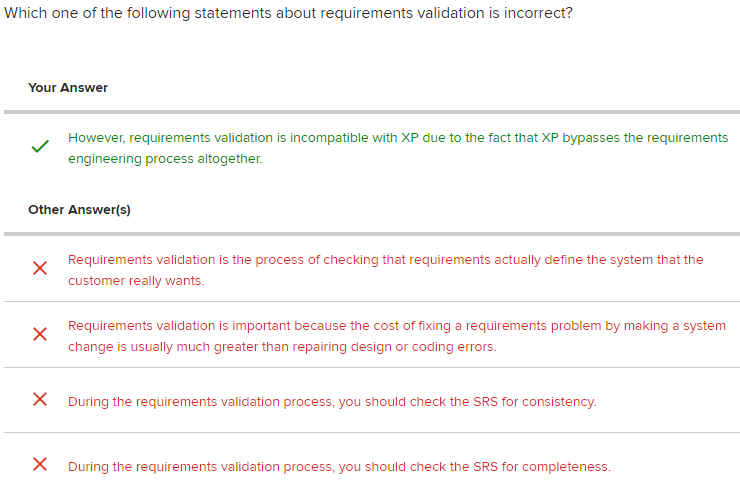 Which one of the following statements about requirements validation is incorrect?
Your Answer
However, requirements validation is incompatible with XP due to the fact that XP bypasses the requirements
engineering process altogether.
Other Answer(s)
Requirements validation is the process of checking that requirements actually define the system that the
customer really wants.
Requirements validation is important because the cost of fixing a requirements problem by making a system
change is usually much greater than repairing design or coding errors.
During the requirements validation process, you should check the SRS for consistency.
During the requirements validation process, you should check the SRS for completeness.